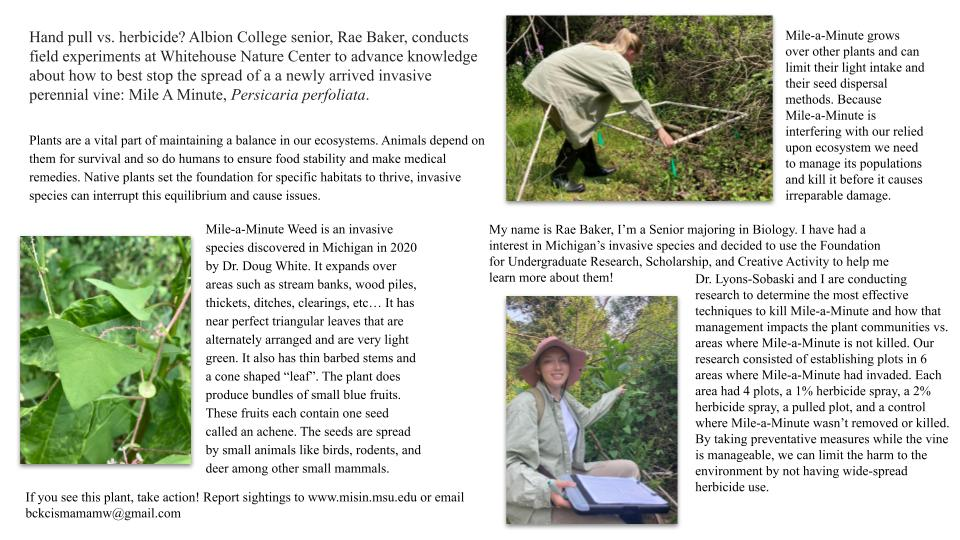 Hand pull vs. herbicide? Albion College senior, Rae Baker, conducts
field experiments at Whitehouse Nature Center to advance knowledge
about how to best stop the spread of a a newly arrived invasive
perennial vine: Mile A Minute, Persicaria perfoliata.
Plants are a vital part of maintaining a balance in our ecosystems. Animals depend on
them for survival and so do humans to ensure food stability and make medical
remedies. Native plants set the foundation for specific habitats to thrive, invasive
species can interrupt this equilibrium and cause issues.
Mile-a-Minute Weed is an invasive
species discovered in Michigan in 2020
by Dr. Doug White. It expands over
areas such as stream banks, wood piles,
thickets, ditches, clearings, etc… It has
near perfect triangular leaves that are
alternately arranged and are very light
green. It also has thin barbed stems and
a cone shaped “leaf”. The plant does
produce bundles of small blue fruits.
These fruits each contain one seed
called an achene. The seeds are spread
by small animals like birds, rodents, and
deer among other small mammals.
If you see this plant, take action! Report sightings to www.misin.msu.edu or email
bckcismamamw@gmail.com
Mile-a-Minute grows
over other plants and can
limit their light intake and
their seed dispersal
methods. Because
Mile-a-Minute is
interfering with our relied
upon ecosystem we need
to manage its populations
and kill it before it causes
irreparable damage.
My name is Rae Baker, I’m a Senior majoring in Biology. I have had a
interest in Michigan’s invasive species and decided to use the Foundation
for Undergraduate Research, Scholarship, and Creative Activity to help me
learn more about them!
Dr. Lyons-Sobaski and I are conducting
research to determine the most effective
techniques to kill Mile-a-Minute and how that
management impacts the plant communities vs.
areas where Mile-a-Minute is not killed. Our
research consisted of establishing plots in 6
areas where Mile-a-Minute had invaded. Each
area had 4 plots, a 1% herbicide spray, a 2%
herbicide spray, a pulled plot, and a control
where Mile-a-Minute wasn’t removed or killed.
By taking preventative measures while the vine
is manageable, we can limit the harm to the
environment by not having wide-spread
herbicide use.